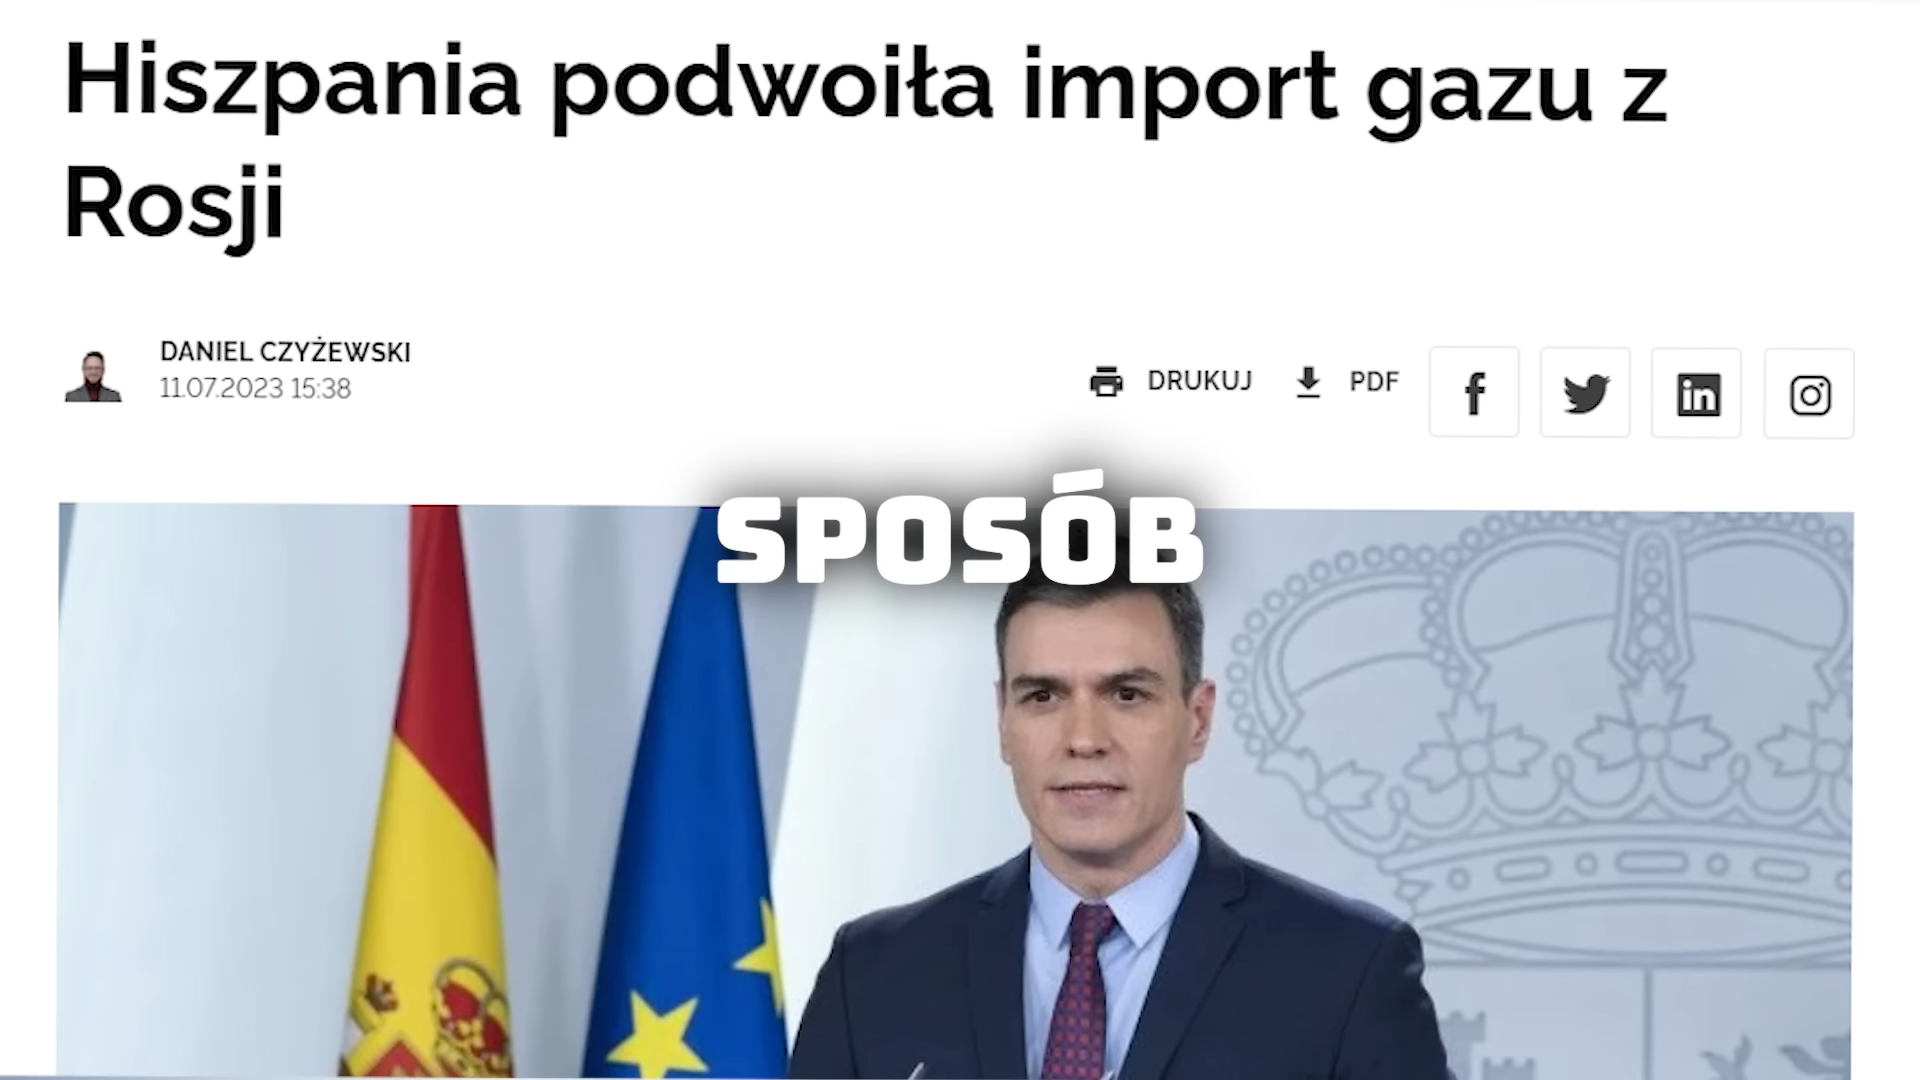 Hiszpania podwoiła import gazu z
Rosji
DANIEL CZYŻEWSKI
11.07.2023 15:38
DRUKUJ
PDF
SPOSÓB